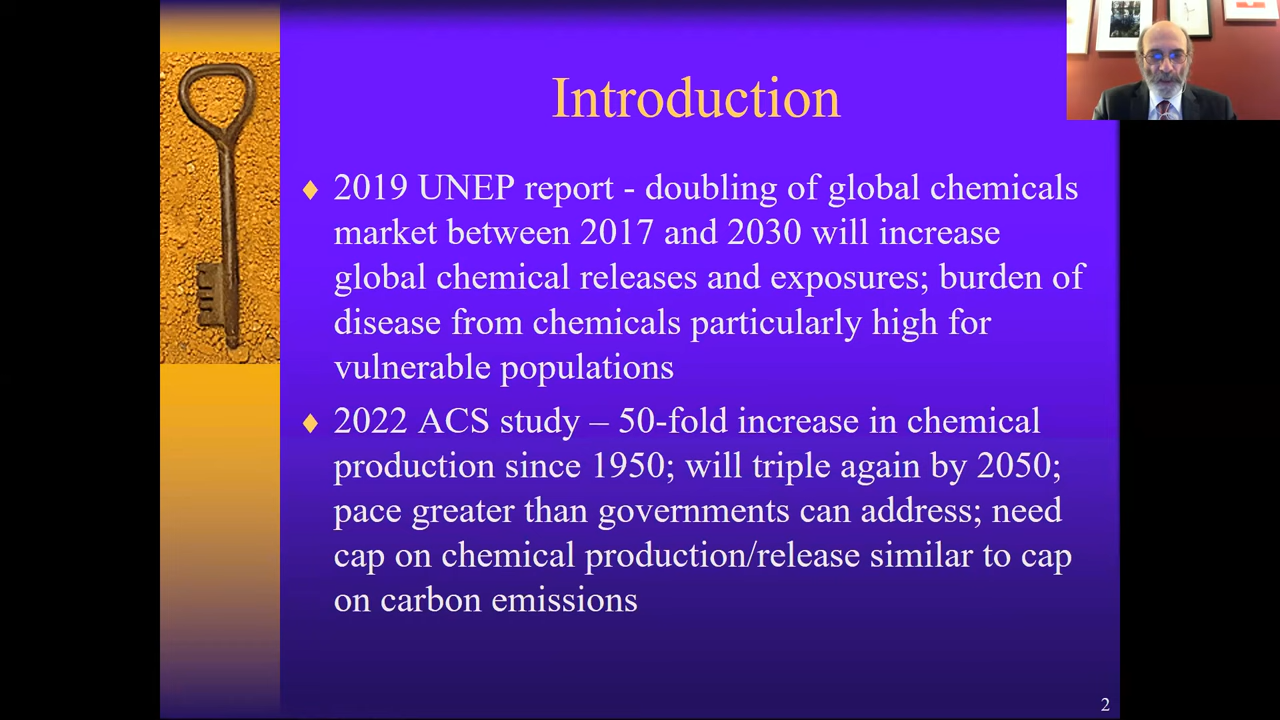 Introduction
2019 UNEP report - doubling of global chemicals
market between 2017 and 2030 will increase
global chemical releases and exposures; burden of
disease from chemicals particularly high for
vulnerable populations
2022 ACS study – 50-fold increase in chemical
production since 1950; will triple again by 2050;
pace greater than governments can address; need
cap on chemical production/release similar to cap
on carbon emissions
2